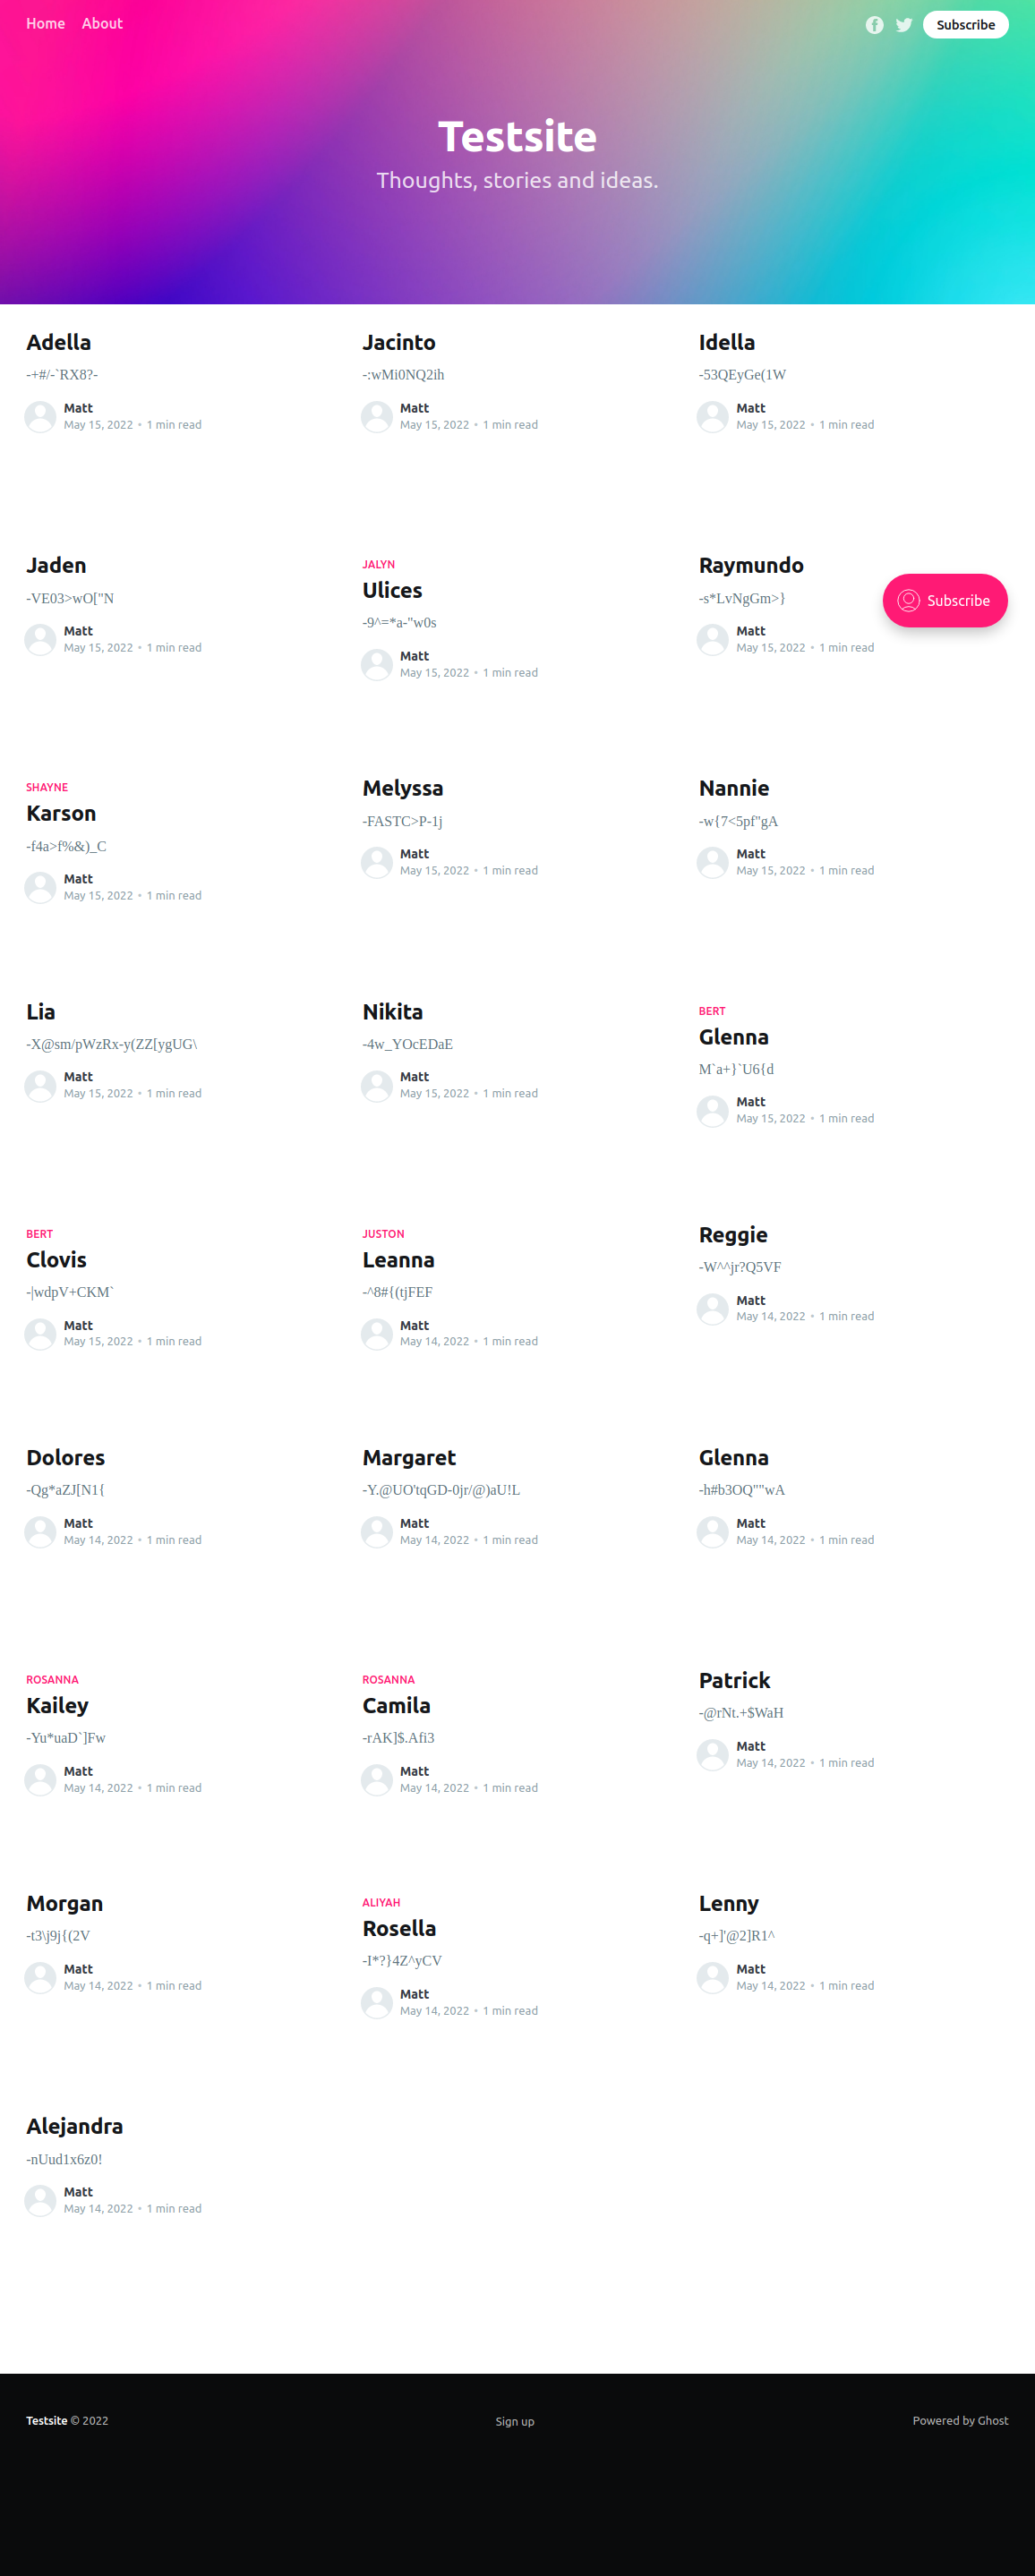 Home About Subscribe
Testsite
Thoughts, stories and ideas.
Adella
-+#/-`RX8?-
Matt
May 15, 2022 • 1 min read
Jacinto
-:wMi0NQ2ih
Matt
May 15, 2022 • 1 min read
Idella
-53QEyGe(1W
Matt
May 15, 2022 • 1 min read
Jaden
-VE03>wO["N
Matt
May 15, 2022 • 1 min read
JALYN
Ulices
-9^=*a-"w0s
Matt
May 15, 2022 • 1 min read
Raymundo
-s*LvNgGm>}
Matt
May 15, 2022 • 1 min read
Subscribe
SHAYNE
Karson
-f4a>f%&)_C
Matt
May 15, 2022 • 1 min read
Melyssa
-FASTC>P-1j
Matt
May 15, 2022 • 1 min read
Nannie
-w{7<5pf"gA
Matt
May 15, 2022 • 1 min read
Lia
-X@sm/pWzRx-y(ZZ[ygUG\
Matt
May 15, 2022 • 1 min read
Nikita
-4w_YOcEDaE
Matt
May 15, 2022 • 1 min read
BERT
Glenna
M`a+}`U6{d
Matt
May 15, 2022 • 1 min read
BERT
Clovis
-|wdpV+CKM`
Matt
May 15, 2022 • 1 min read
JUSTON
Leanna
-^8#{(tjFEF
Matt
May 14, 2022 • 1 min read
Reggie
-W^^jr?Q5VF
Matt
May 14, 2022 • 1 min read
Dolores
-Qg*aZJ[N1{
Matt
May 14, 2022 • 1 min read
Margaret
-Y.@UO'tqGD-0jr/@)aU!L
Matt
May 14, 2022 • 1 min read
Glenna
-h#b3OQ""wA
Matt
May 14, 2022 • 1 min read
ROSANNA
Kailey
-Yu*uaD`]Fw
Matt
May 14, 2022 • 1 min read
ROSANNA
Camila
-rAK]$.Afi3
Matt
May 14, 2022 • 1 min read
Patrick
-@rNt.+$WaH
Matt
May 14, 2022 • 1 min read
Morgan
-t3\j9j{(2V
Matt
May 14, 2022 • 1 min read
ALIYAH
Rosella
-I*?}4Z^yCV
Matt
May 14, 2022 • 1 min read
Lenny
-q+]'@2]R1^
Matt
May 14, 2022 • 1 min read
Alejandra
-nUud1x6z0!
Matt
May 14, 2022 • 1 min read
Testsite © 2022 Sign up Powered by Ghost